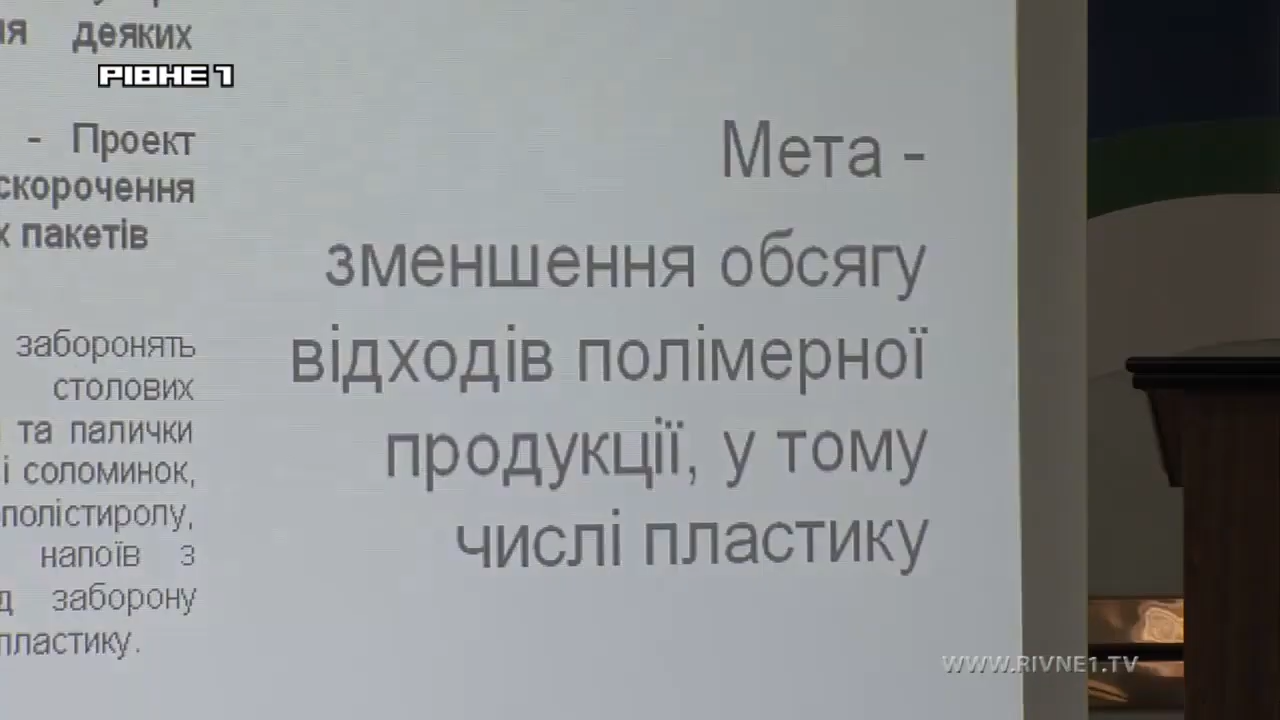 деяких
РІВНЕ 1
- Проект
скорочення
пакетів
заборонять
столових
та палички
і соломинок,
полістиролу,
напоїв з
заборону
пластику.
Мета -
зменшення обсягу
відходів полімерної
продукції, у тому
числі пластику
WWW.RIVNE1.TV